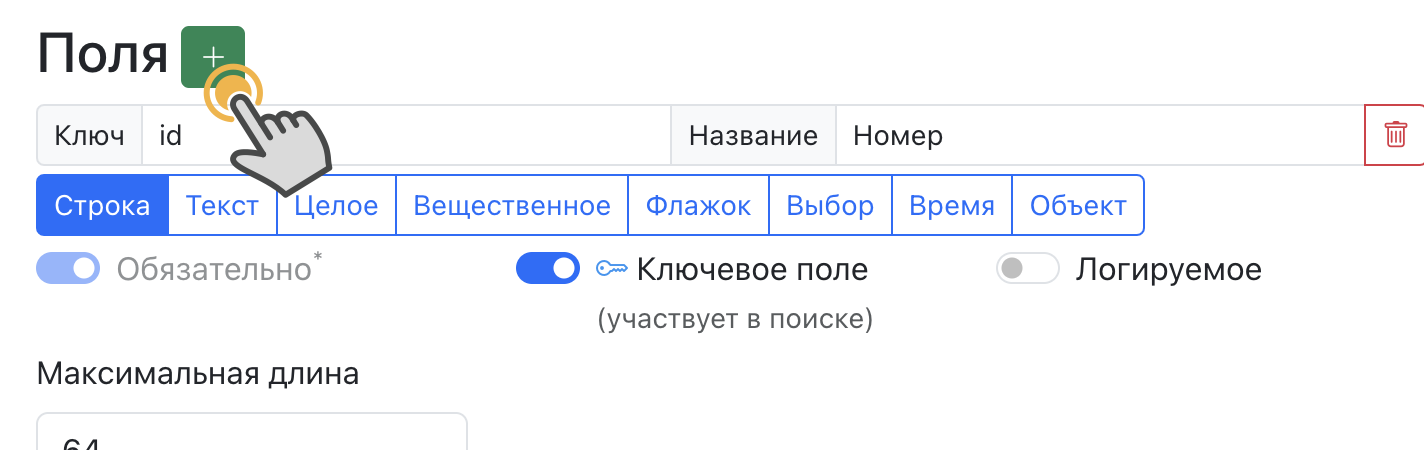 Поля +
Ключ id Название Номер
Строка Текст Целое Вещественное Флажок Выбор Время Объект
Обязательно* Ключевое поле Логируемое
(участвует в поиске)
Максимальная длина
64